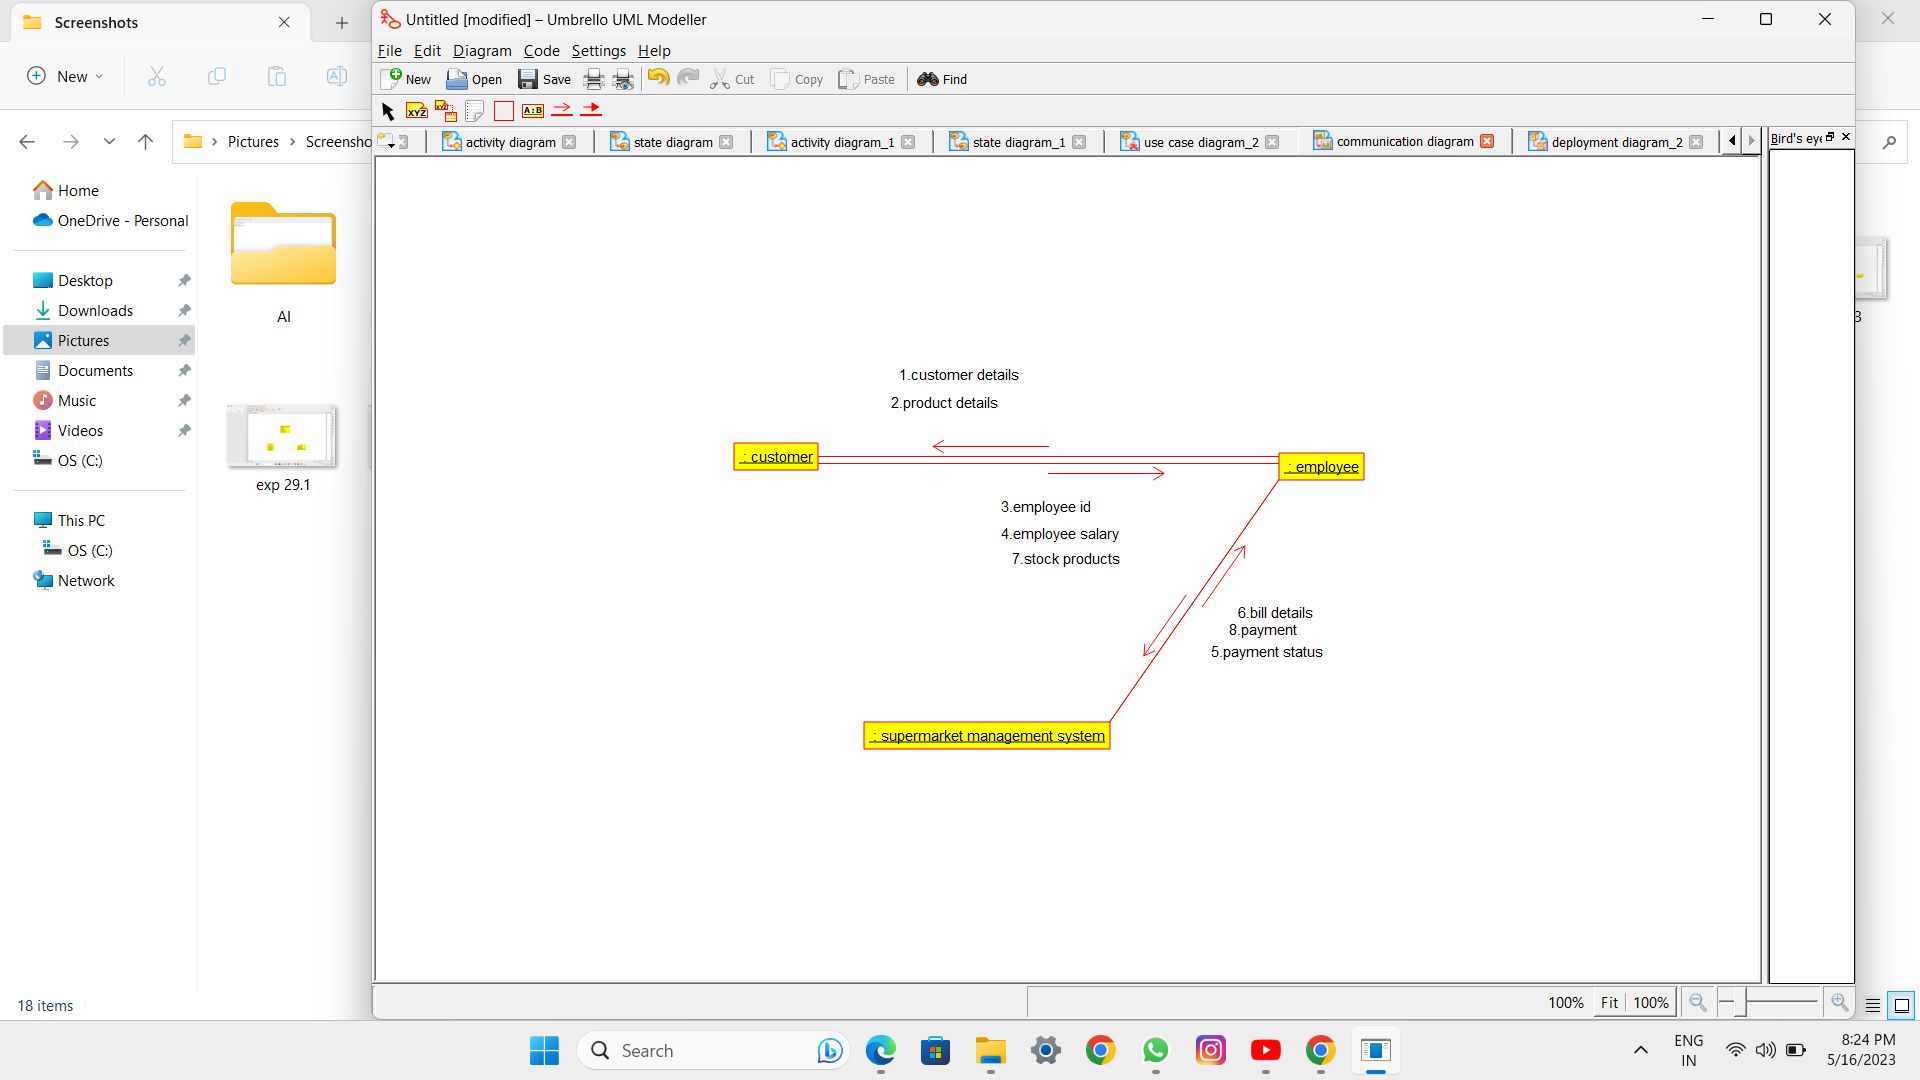 Screenshots
Untitled [modified] – Umbrello UML Modeller
File Edit Diagram Code Settings Help
New
New Open Save Cut Copy Paste Find
XYZ XYZ A:B
Pictures Screensho
activity diagram state diagram activity diagram_1 state diagram_1 use case diagram_2 communication diagram deployment diagram_2 Bird's eye
Home
OneDrive - Personal
Desktop
Downloads
Pictures
Documents
Music
Videos
OS (C:)
This PC
OS (C:)
Network
AI
exp 29.1
3
1.customer details
2.product details
: customer
: employee
3.employee id
4.employee salary
7.stock products
6.bill details
8.payment
5.payment status
: supermarket management system
18 items
100% Fit 100%
Search
ENG
IN
8:24 PM
5/16/2023